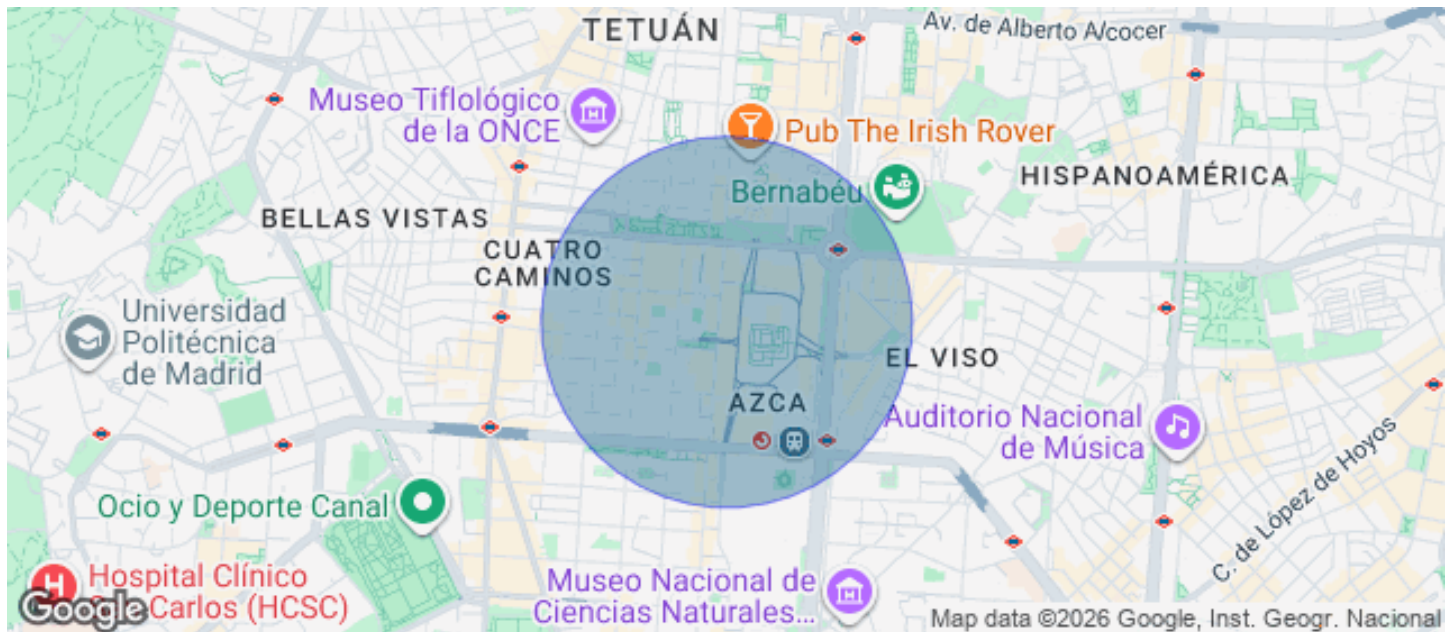 TETUÁN
Av. de Alberto Alcocer
Museo Tiflológico
de la ONCE
Pub The Irish Rover
Bernabéu
HISPANOAMÉRICA
BELLAS VISTAS
CUATRO
CAMINOS
Universidad
Politécnica
de Madrid
EL VISO
AZCA
Auditorio Nacional
de Música
C. de López de Hoyos
Ocio y Deporte Canal
H
Hospital Clínico
Carlos (HCSC)
Museo Nacional de
Ciencias Naturales...
Google
Map data ©2026 Google, Inst. Geogr. Nacional